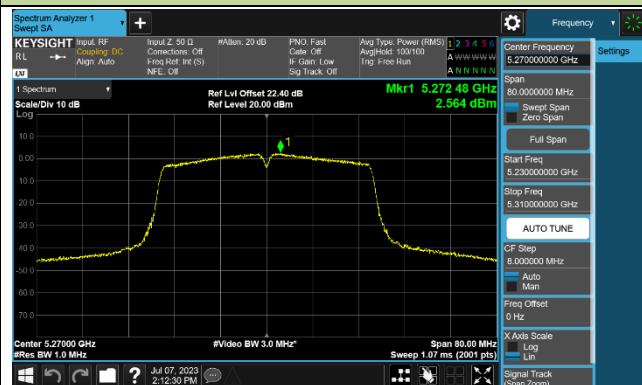 Spectrum Analyzer 1
Swept SA
Frequency
KEYSIGHT
Input: RF
Coupling: DC
Align: Auto
Input Z: 50 Ω
Corrections: Off
Freq Ref: Int (S)
NFE: Off
#Atten: 20 dB
PNO: Fast
Gate: Off
IF Gain: Low
Sig Track: Off
Avg Type: Power (RMS)
Avg|Hold: 100/100
Trig: Free Run
1 2 3 4 5 6
A W W W W W
A N N N N N
RL
LXI
Center Frequency
5.270000000 GHz
Settings
Span
80.0000000 MHz
Swept Span
Zero Span
Full Span
Start Freq
5.230000000 GHz
Stop Freq
5.310000000 GHz
AUTO TUNE
CF Step
8.000000 MHz
Auto
Man
Freq Offset
0 Hz
X Axis Scale
Log
Lin
Signal Track
(Span Zoom)
1 Spectrum
Scale/Div 10 dB
Log
Ref Lvl Offset 22.40 dB
Ref Level 20.00 dBm
Mkr1 5.272 48 GHz
2.564 dBm
1
10.0
0.00
-10.0
-20.0
-30.0
-40.0
-50.0
-60.0
-70.0
Center 5.27000 GHz
#Res BW 1.0 MHz
#Video BW 3.0 MHz*
Span 80.00 MHz
Sweep 1.07 ms (2001 pts)
?
Jul 07, 2023
2:12:30 PM